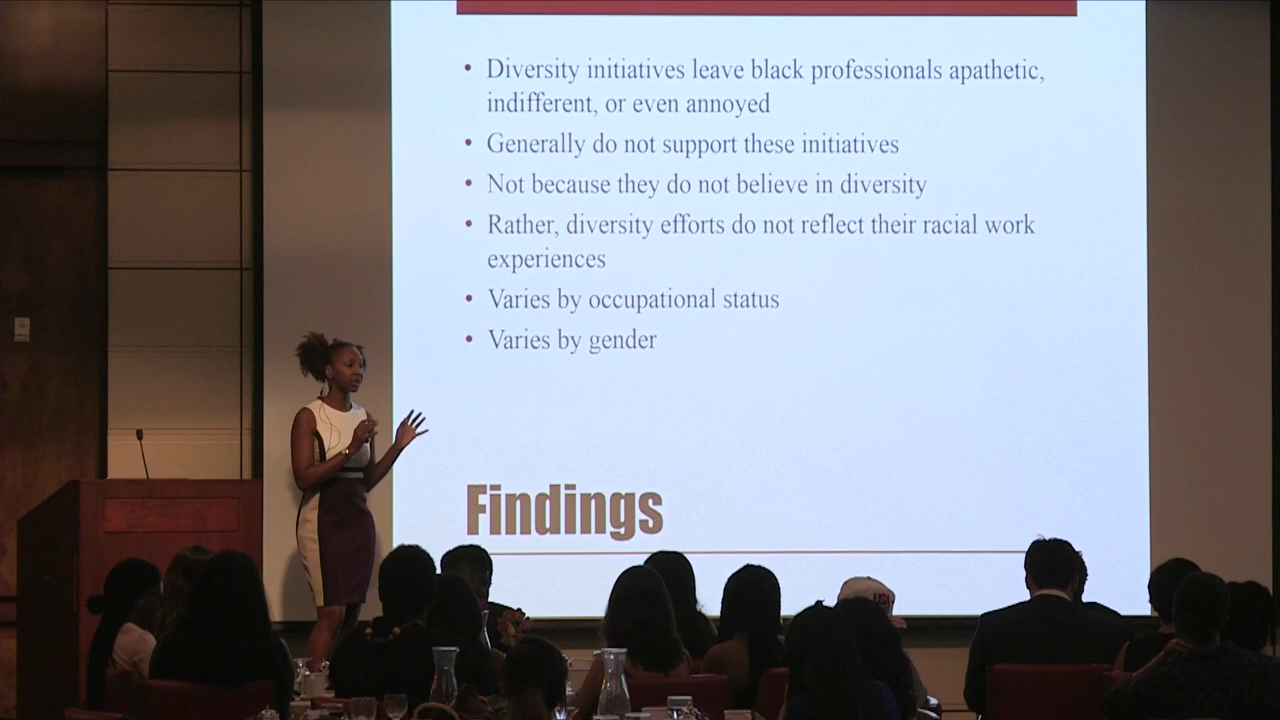 • Diversity initiatives leave black professionals apathetic,
indifferent, or even annoyed
• Generally do not support these initiatives
• Not because they do not believe in diversity
• Rather, diversity efforts do not reflect their racial work
experiences
• Varies by occupational status
• Varies by gender
Findings